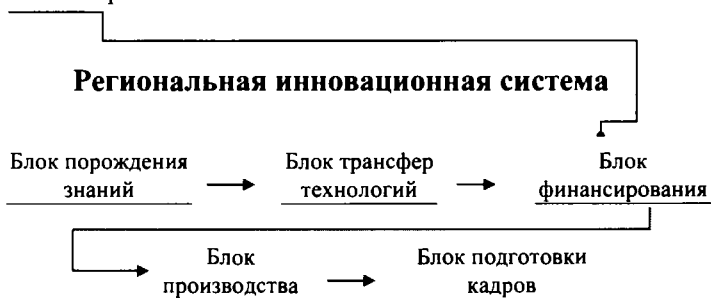 Региональная инновационная система
Блок порождения
знаний
Блок трансфер
технологий
Блок
финансирования
Блок
производства
Блок подготовки
кадров